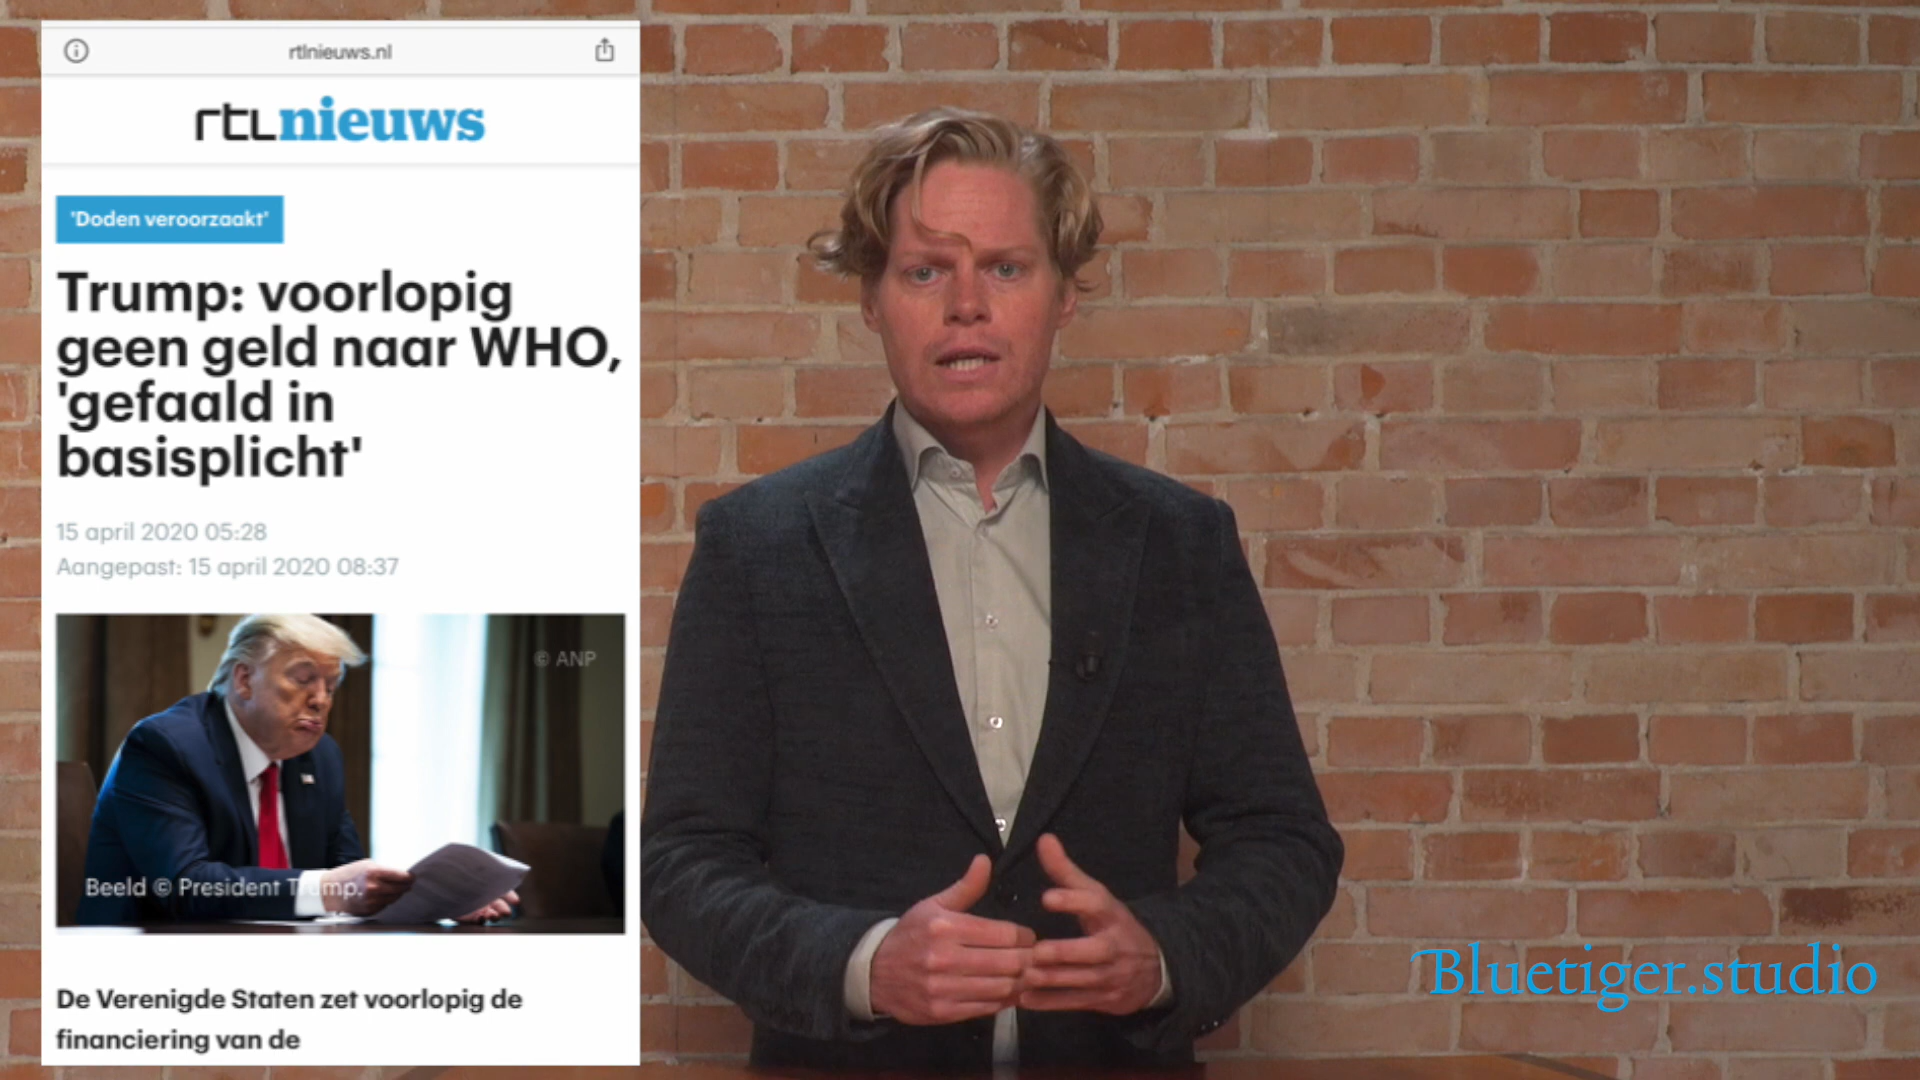 rtlnieuws.nl
rtlnieuws
'Doden veroorzaakt'
Trump: voorlopig
geen geld naar WHO,
'gefaald in
basisplicht'
15 april 2020 05:28
Aangepast: 15 april 2020 08:37
© ANP
Beeld © President Trump.
De Verenigde Staten zet voorlopig de
financiering van de
Bluetiger.studio